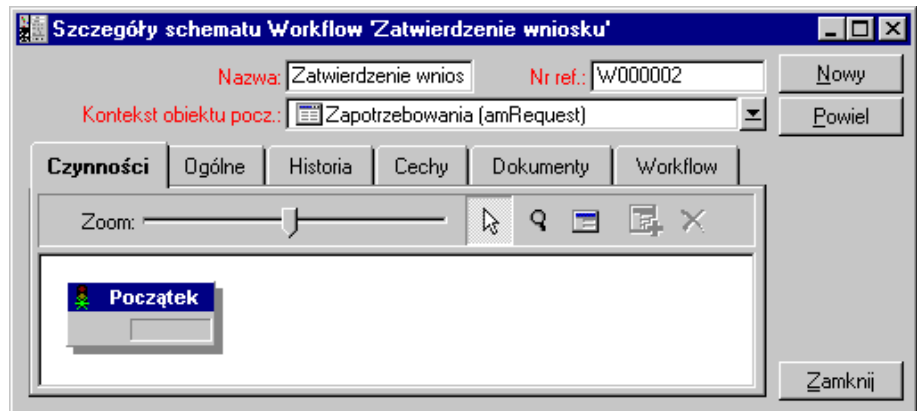 Szczegóły schematu Workflow 'Zatwierdzenie wniosku'
Nazwa: Zatwierdzenie wnios Nr ref.: W000002 Nowy
Kontekst obiektu pocz.: Zapotrzebowania (amRequest) Powiel
Czynności Ogólne Historia Cechy Dokumenty Workflow
Zoom:
Początek
Zamknij